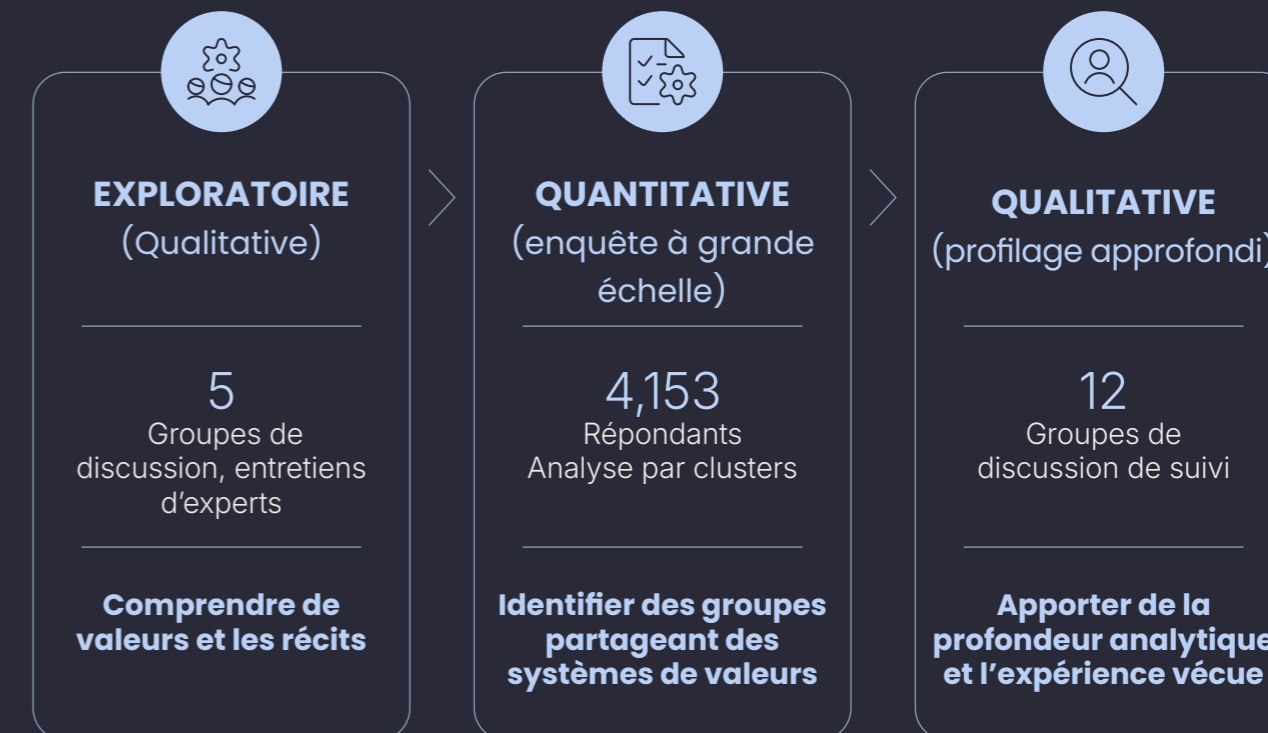 EXPLORATOIRE
(Qualitative)
5
Groupes de
discussion, entretiens
d’experts
Comprendre de
valeurs et les récits
QUANTITATIVE
(enquête à grande
échelle)
4,153
Répondants
Analyse par clusters
Identifier des groupes
partageant des
systèmes de valeurs
QUALITATIVE
(profilage approfondi)
12
Groupes de
discussion de suivi
Apporter de la
profondeur analytique
et l’expérience vécue